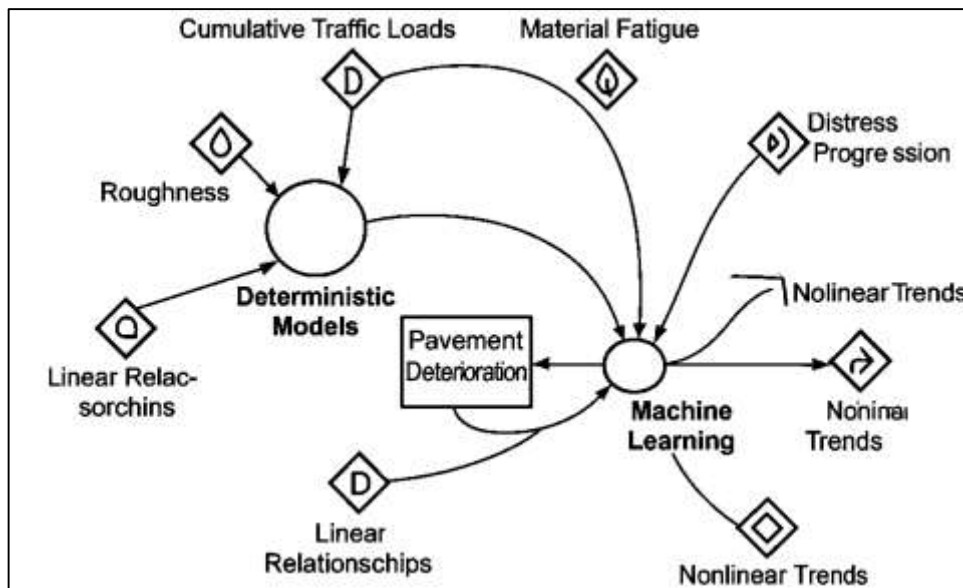 Cumulative Traffic Loads
Material Fatigue
D
Distress
Progre ssion
Roughness
Nolinear Trends
Deterministic
Models
Pavement
Deterioration
Linear Relac-
sorchins
Machine
Learning
Noninar
Trends
D
Linear
Relationschips
Nonlinear Trends